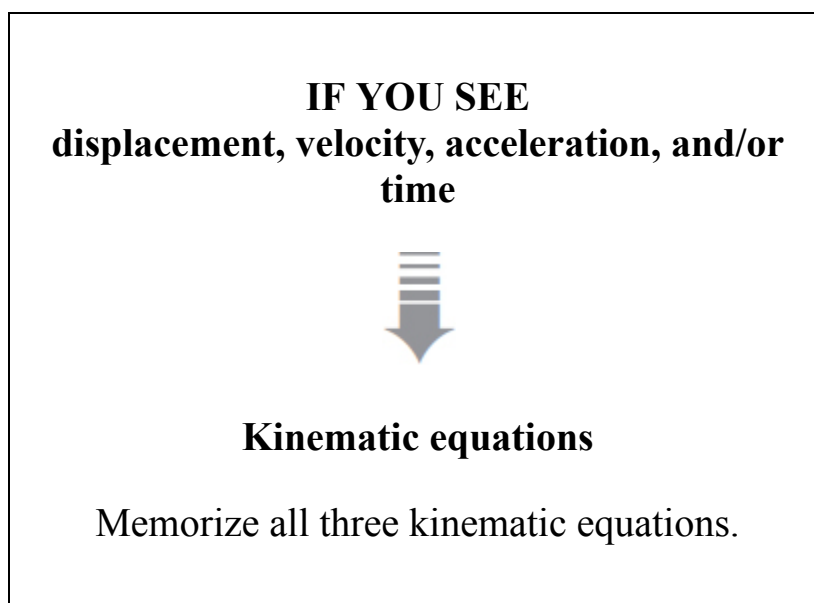 IF YOU SEE
displacement, velocity, acceleration, and/or
time
Kinematic equations
Memorize all three kinematic equations.